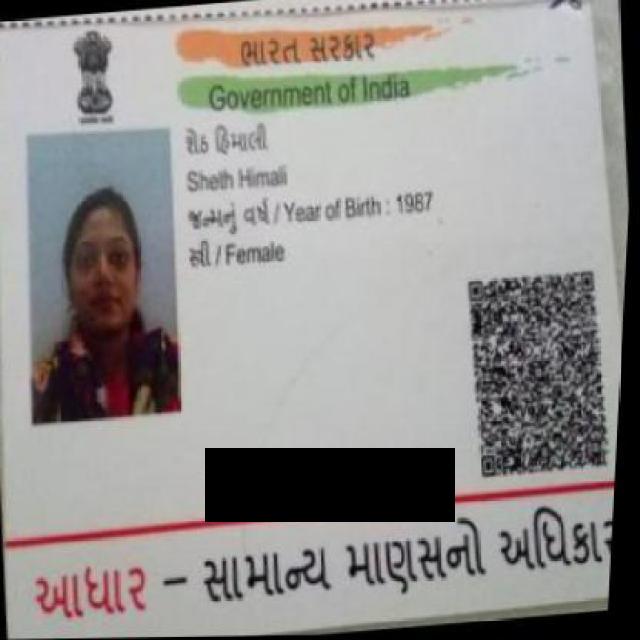 ભારત સરકાર
Government of India
શેઠ હિમાલી
Sheth Himali
જન્મનું વર્ષ / Year of Birth : 1987
સ્ત્રી / Female
આધાર – સામાન્ય માણસનો અધિકાર